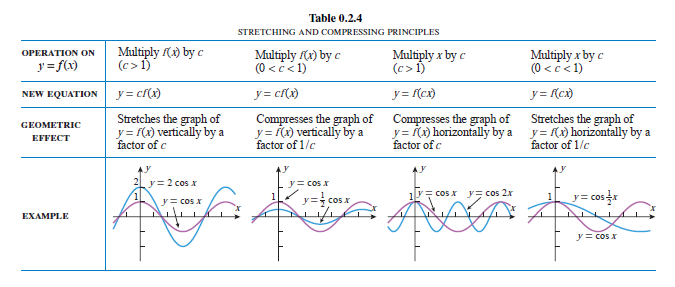 Table 0.2.4
STRETCHING AND COMPRESSING PRINCIPLES
OPERATION ON
y = f(x)
Multiply f(x) by c
(c > 1)
Multiply f(x) by c
(0 < c < 1)
Multiply x by c
(c > 1)
Multiply x by c
(0 < c < 1)
NEW EQUATION
y = cf(x)
y = cf(x)
y = f(cx)
y = f(cx)
GEOMETRIC
EFFECT
Stretches the graph of
y = f(x) vertically by a
factor of c
Compresses the graph of
y = f(x) vertically by a
factor of 1/c
Compresses the graph of
y = f(x) horizontally by a
factor of c
Stretches the graph of
y = f(x) horizontally by a
factor of 1/c
EXAMPLE
y
2
y = 2 cos x
1
y = cos x
x
y
y = cos x
1
y = 1/2 cos x
x
y
1
y = cos x
y = cos 2x
x
y
1
y = cos 1/2 x
x
y = cos x